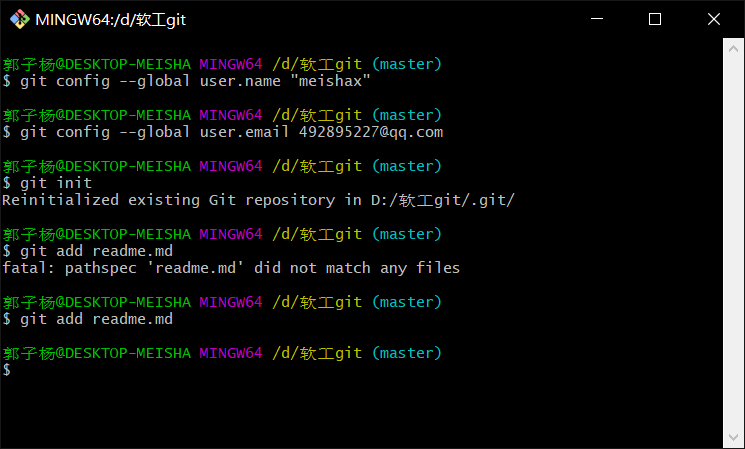 MINGW64:/d/软工git
郭子杨@DESKTOP-MEISHA MINGW64 /d/软工git (master)
$ git config --global user.name "meishax"
郭子杨@DESKTOP-MEISHA MINGW64 /d/软工git (master)
$ git config --global user.email 492895227@qq.com
郭子杨@DESKTOP-MEISHA MINGW64 /d/软工git (master)
$ git init
Reinitialized existing Git repository in D:/软工git/.git/
郭子杨@DESKTOP-MEISHA MINGW64 /d/软工git (master)
$ git add readme.md
fatal: pathspec 'readme.md' did not match any files
郭子杨@DESKTOP-MEISHA MINGW64 /d/软工git (master)
$ git add readme.md
郭子杨@DESKTOP-MEISHA MINGW64 /d/软工git (master)
$